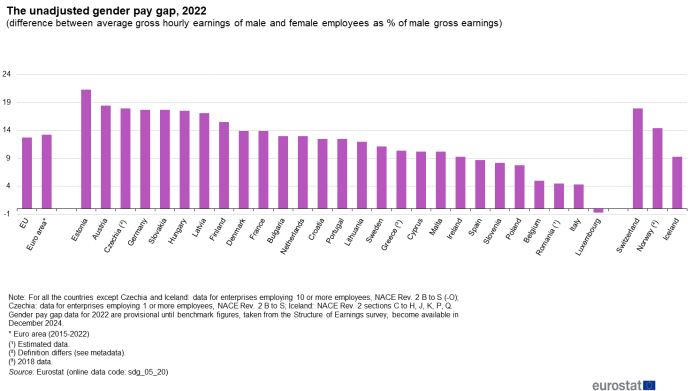 The unadjusted gender pay gap, 2022
(difference between average gross hourly earnings of male and female employees as % of male gross earnings)
24
19
14
9
4
-1
EU
Euro area*
Estonia
Austria
Czechia (²)
Germany
Slovakia
Hungary
Latvia
Finland
Denmark
France
Bulgaria
Netherlands
Croatia
Portugal
Lithuania
Sweden
Greece (³)
Cyprus
Malta
Ireland
Spain
Slovenia
Poland
Belgium
Romania (¹)
Italy
Luxembourg
Switzerland
Norway (²)
Iceland
Note: For all the countries except Czechia and Iceland: data for enterprises employing 10 or more employees, NACE Rev. 2 B to S (-O);
Czechia: data for enterprises employing 1 or more employees, NACE Rev. 2 B to S; Iceland: NACE Rev. 2 sections C to H, J, K, P, Q.
Gender pay gap data for 2022 are provisional until benchmark figures, taken from the Structure of Earnings survey, become available in
December 2024.
* Euro area (2015-2022)
(¹) Estimated data.
(²) Definition differs (see metadata).
(³) 2018 data.
Source: Eurostat (online data code: sdg_05_20)
eurostat